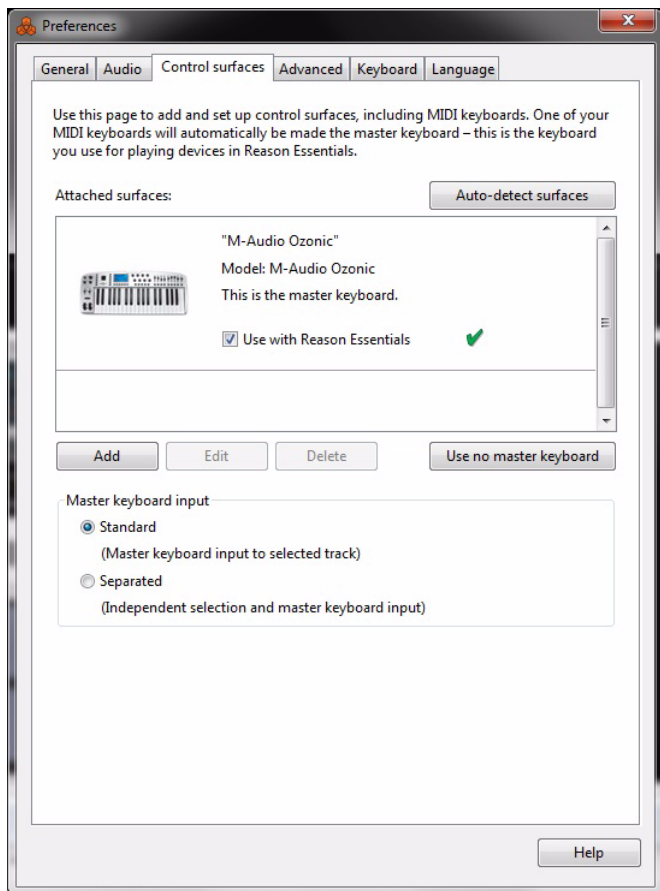 Preferences
X
General Audio Control surfaces Advanced Keyboard Language
Use this page to add and set up control surfaces, including MIDI keyboards. One of your
MIDI keyboards will automatically be made the master keyboard – this is the keyboard
you use for playing devices in Reason Essentials.
Attached surfaces: Auto-detect surfaces
"M-Audio Ozonic"
Model: M-Audio Ozonic
This is the master keyboard.
Use with Reason Essentials
Add Edit Delete Use no master keyboard
Master keyboard input
Standard
(Master keyboard input to selected track)
Separated
(Independent selection and master keyboard input)
Help